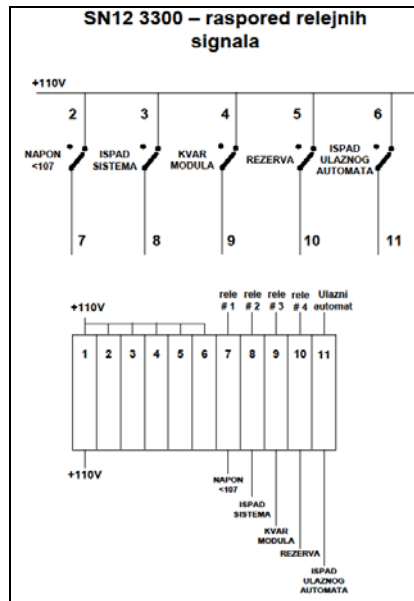 SN12 3300 – raspored relejnih
signala
+110V
2 3 4 5 6
NAPON
<107
ISPAD
SISTEMA
KVAR
MODULA
REZERVA
ISPAD
ULAZNOG
AUTOMATA
7 8 9 10 11
+110V
rele
# 1
rele
# 2
rele
# 3
rele
# 4
Ulazni
automat
1 2 3 4 5 6 7 8 9 10 11
+110V
NAPON
<107
ISPAD
SISTEMA
KVAR
MODULA
REZERVA
ISPAD
ULAZNOG
AUTOMATA